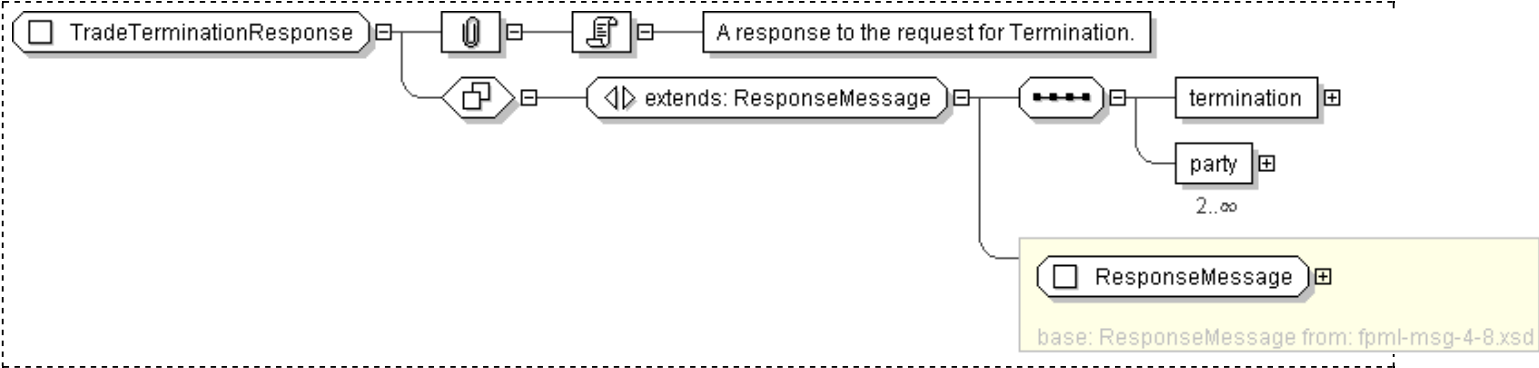 TradeTerminationResponse
A response to the request for Termination.
extends: ResponseMessage
termination
party
2..∞
ResponseMessage
base: ResponseMessage from: fpml-msg-4-8.xsd